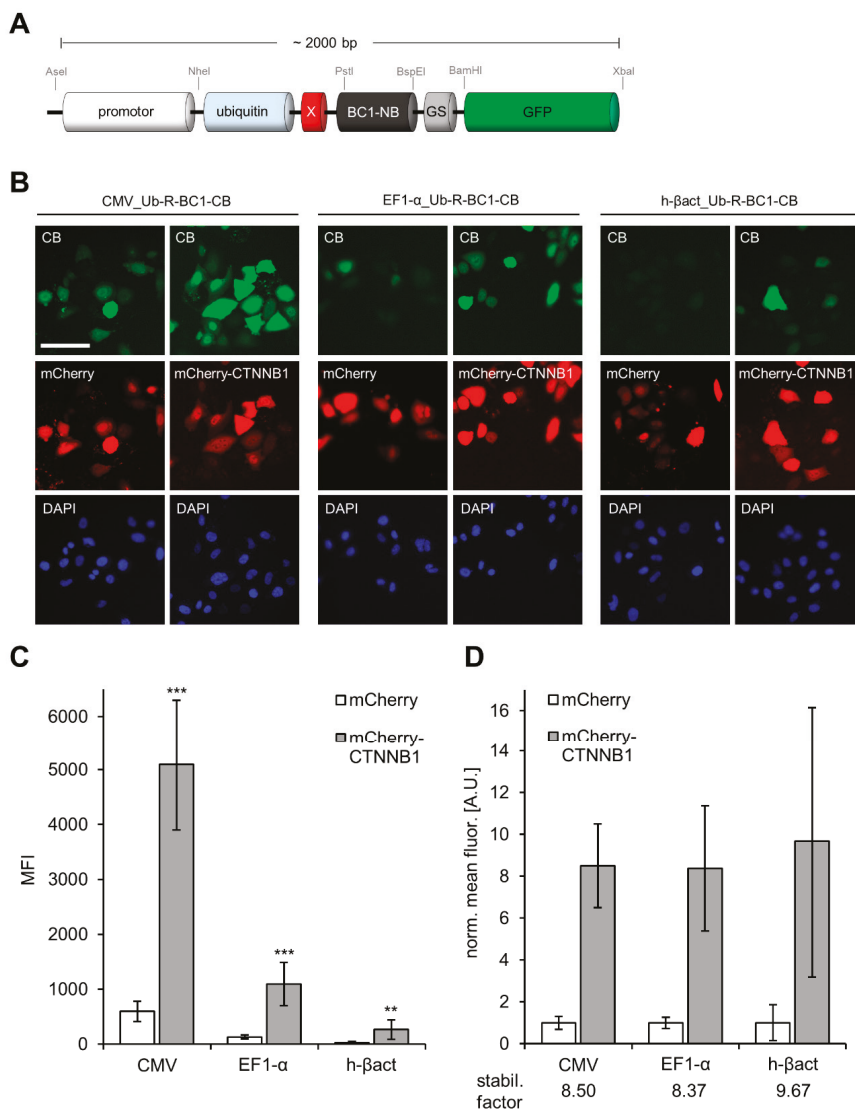 A
~ 2000 bp
AseI
NheI
PstI
BspEI
BamHI
XbaI
promotor
ubiquitin
X
BC1-NB
GS
GFP
B
CMV_Ub-R-BC1-CB
EF1-α_Ub-R-BC1-CB
h-βact_Ub-R-BC1-CB
CB
CB
CB
CB
CB
CB
mCherry
mCherry-CTNNB1
mCherry
mCherry-CTNNB1
mCherry
mCherry-CTNNB1
DAPI
DAPI
DAPI
DAPI
DAPI
DAPI
C
MFI
6000
5000
4000
3000
2000
1000
0
***
***
**
mCherry
mCherry-
CTNNB1
CMV
EF1-α
h-βact
D
norm. mean fluor. [A.U.]
16
14
12
10
8
6
4
2
0
mCherry
mCherry-
CTNNB1
CMV
EF1-α
h-βact
stabil.
factor
8.50
8.37
9.67